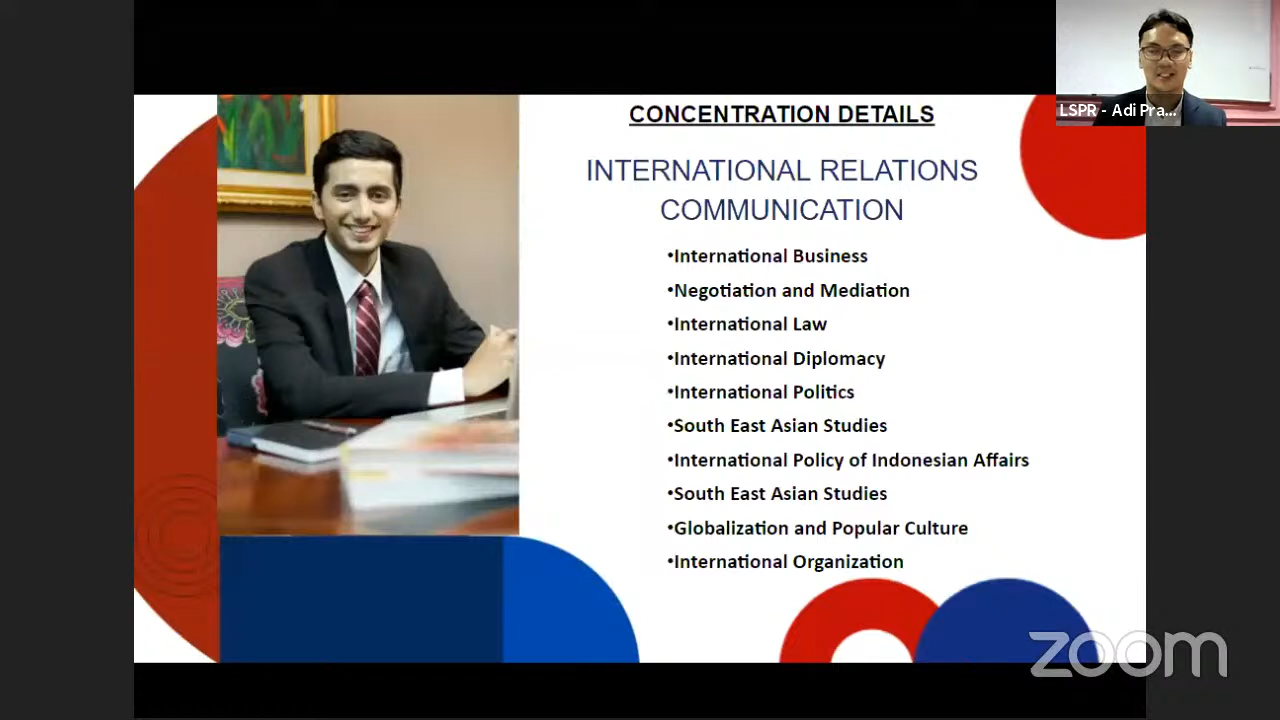 CONCENTRATION DETAILS
LSPR - Adi Pra...
INTERNATIONAL RELATIONS
COMMUNICATION
•International Business
•Negotiation and Mediation
•International Law
•International Diplomacy
•International Politics
•South East Asian Studies
•International Policy of Indonesian Affairs
•South East Asian Studies
•Globalization and Popular Culture
•International Organization
zoom